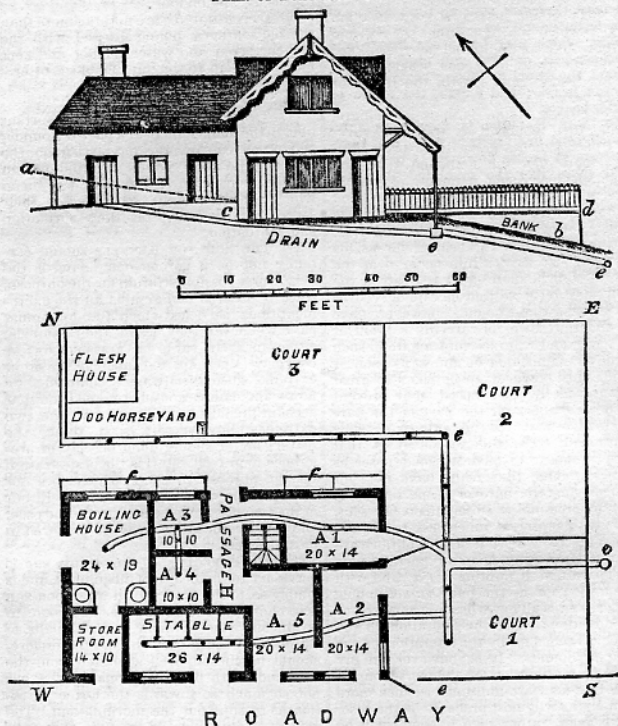 a
c
d
BANK b
DRAIN
e
e
0 10 20 30 40 50 60
FEET
N
E
FLESH
HOUSE
COURT
3
COURT
2
DOG HORSE YARD
e
f
f
BOILING
HOUSE
A 3
10 × 10
PASSAGE H
A 1
20 × 14
24 × 19
A 4
10 × 10
e
STABLE
A. 5
A 2
COURT
1
STORE
ROOM
14 × 10
26 × 14
20 × 14
20 × 14
W
e
S
ROADWAY